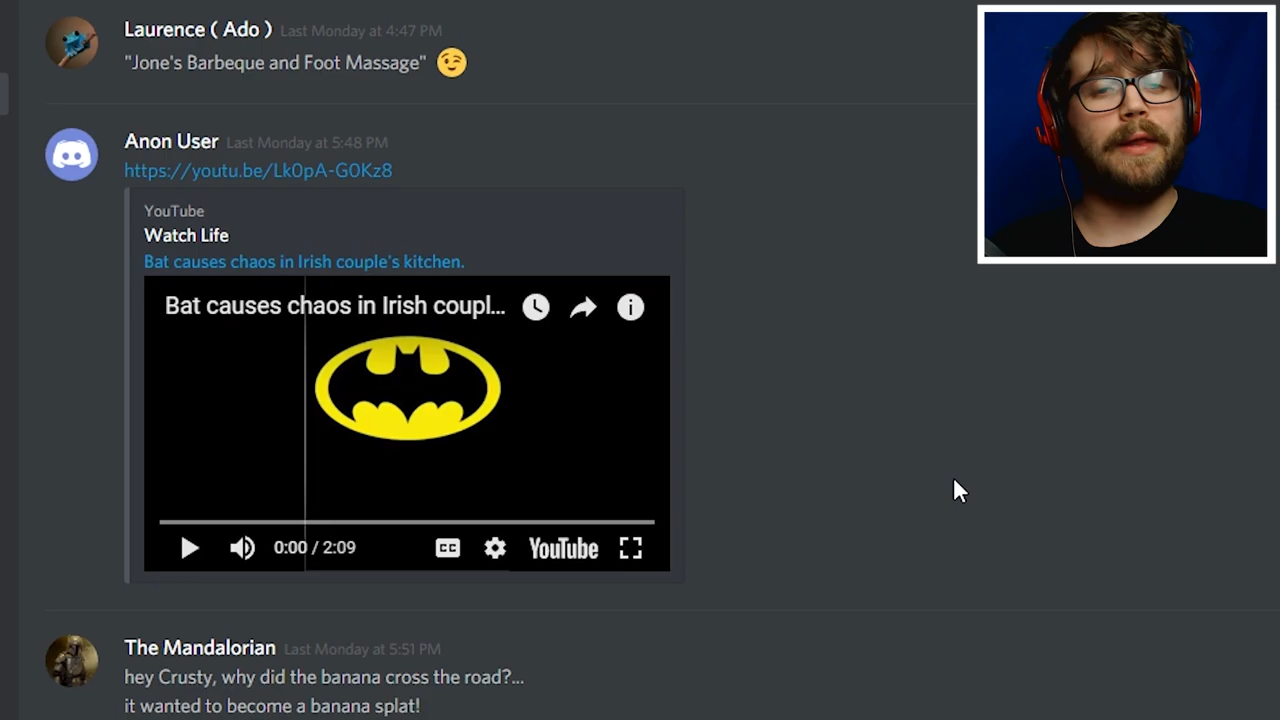 Laurence ( Ado ) Last Monday at 4:47 PM
"Jone's Barbeque and Foot Massage"
Anon User Last Monday at 5:48 PM
https://youtu.be/Lk0pA-G0Kz8
YouTube
Watch Life
Bat causes chaos in Irish couple's kitchen.
Bat causes chaos in Irish coupl...
0:00 / 2:09 CC YouTube
The Mandalorian Last Monday at 5:51 PM
hey Crusty, why did the banana cross the road?...
it wanted to become a banana splat!